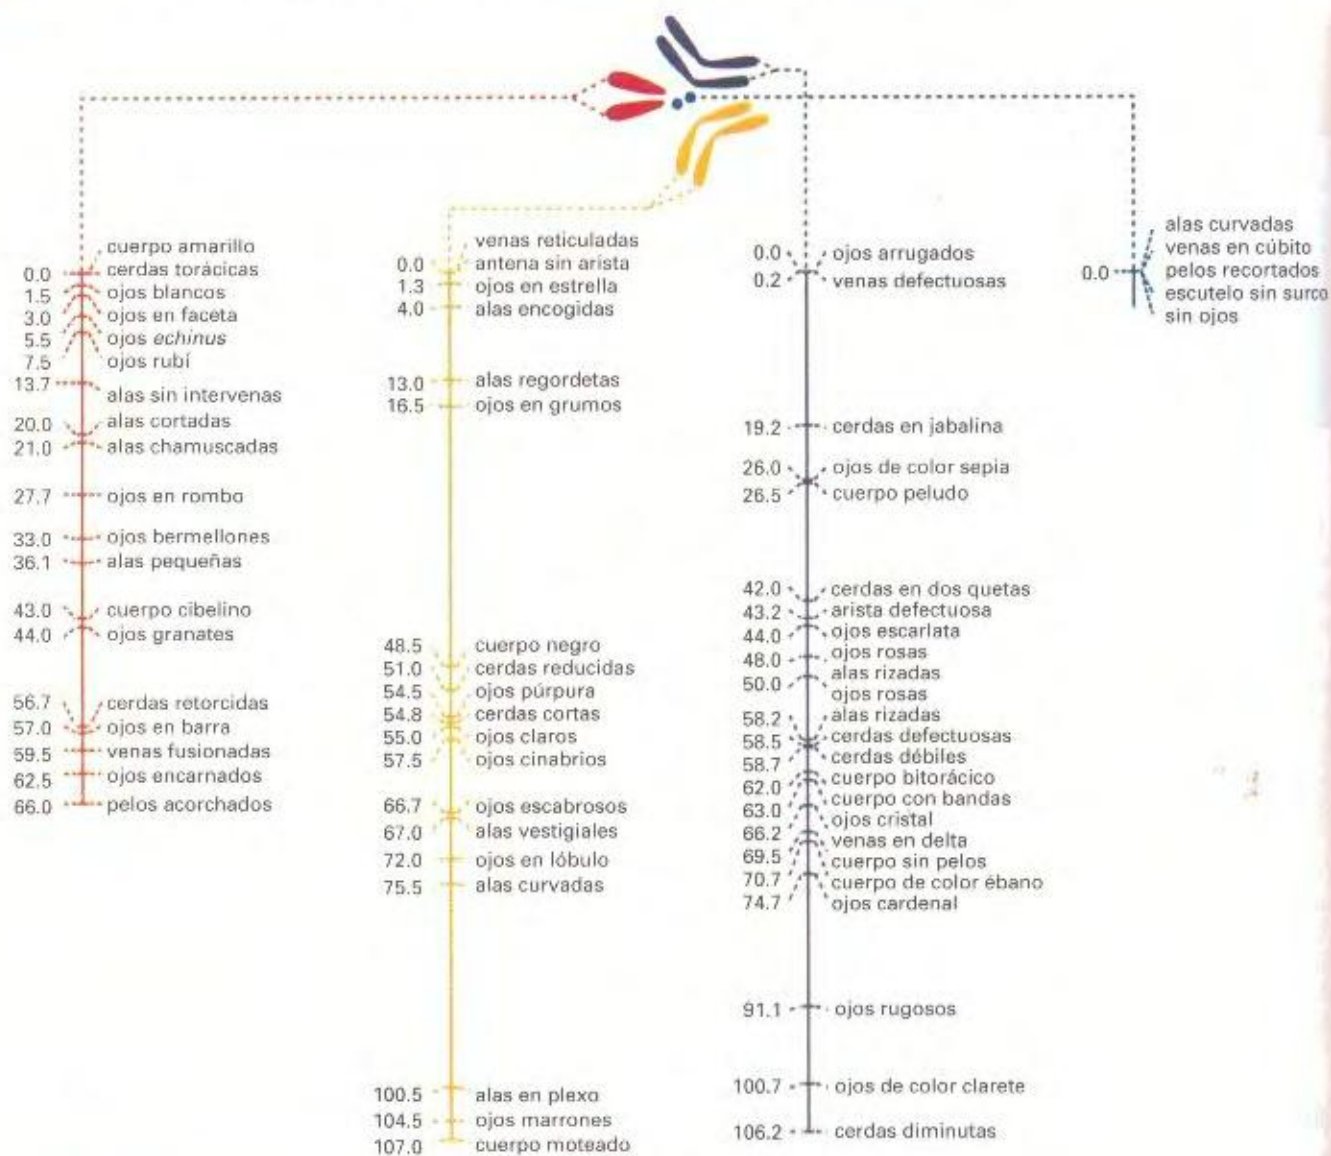 cuerpo amarillo
0.0 cerdas torácicas
1.5 ojos blancos
3.0 ojos en faceta
5.5 ojos echinus
7.5 ojos rubí
13.7 alas sin intervenas
20.0 alas cortadas
21.0 alas chamuscadas
27.7 ojos en rombo
33.0 ojos bermellones
36.1 alas pequeñas
43.0 cuerpo cibelino
44.0 ojos granates
56.7 cerdas retorcidas
57.0 ojos en barra
59.5 venas fusionadas
62.5 ojos encarnados
66.0 pelos acorchados
venas reticuladas
0.0 antena sin arista
1.3 ojos en estrella
4.0 alas encogidas
13.0 alas regordetas
16.5 ojos en grumos
48.5 cuerpo negro
51.0 cerdas reducidas
54.5 ojos púrpura
54.8 cerdas cortas
55.0 ojos claros
57.5 ojos cinabrios
66.7 ojos escabrosos
67.0 alas vestigiales
72.0 ojos en lóbulo
75.5 alas curvadas
100.5 alas en plexo
104.5 ojos marrones
107.0 cuerpo moteado
0.0 ojos arrugados
0.2 venas defectuosas
19.2 cerdas en jabalina
26.0 ojos de color sepia
26.5 cuerpo peludo
42.0 cerdas en dos quetas
43.2 arista defectuosa
44.0 ojos escarlata
48.0 ojos rosas
50.0 alas rizadas
ojos rosas
58.2 alas rizadas
58.5 cerdas defectuosas
58.7 cerdas débiles
62.0 cuerpo bitorácico
63.0 cuerpo con bandas
66.2 ojos cristal
69.5 venas en delta
70.7 cuerpo sin pelos
74.7 cuerpo de color ébano
ojos cardenal
91.1 ojos rugosos
100.7 ojos de color clarete
106.2 cerdas diminutas
alas curvadas
venas en cúbito
0.0 pelos recortados
escutelo sin surco
sin ojos